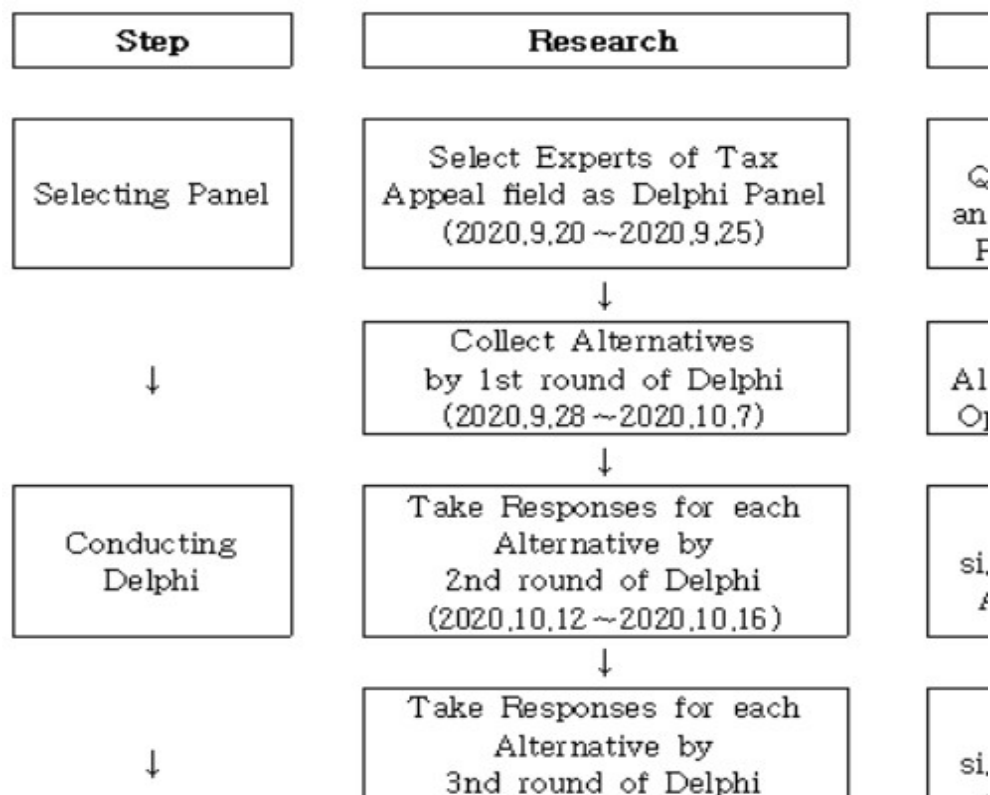 Step
Research
Selecting Panel
Select Experts of Tax
Appeal field as Delphi Panel
(2020.9.20~2020.9.25)
↓
↓
Collect Alternatives
by 1st round of Delphi
(2020.9.28~2020.10.7)
↓
Conducting
Delphi
Take Responses for each
Alternative by
2nd round of Delphi
(2020.10.12~2020.10.16)
↓
↓
Take Responses for each
Alternative by
3nd round of Delphi